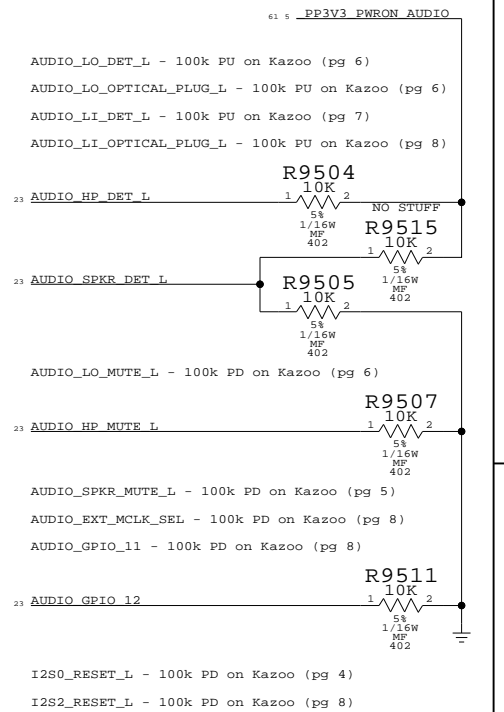 61 5 PP3V3_PWRON_AUDIO
AUDIO_LO_DET_L - 100k PU on Kazoo (pg 6)
AUDIO_LO_OPTICAL_PLUG_L - 100k PU on Kazoo (pg 6)
AUDIO_LI_DET_L - 100k PU on Kazoo (pg 7)
AUDIO_LI_OPTICAL_PLUG_L - 100k PU on Kazoo (pg 8)
R9504
23 AUDIO_HP_DET_L 1 10K 2
5%
1/16W
MF
402
NO STUFF
R9515
1 10K 2
5%
1/16W
MF
402
23 AUDIO_SPKR_DET_L
R9505
1 10K 2
5%
1/16W
MF
402
AUDIO_LO_MUTE_L - 100k PD on Kazoo (pg 6)
R9507
23 AUDIO_HP_MUTE_L 1 10K 2
5%
1/16W
MF
402
AUDIO_SPKR_MUTE_L - 100k PD on Kazoo (pg 5)
AUDIO_EXT_MCLK_SEL - 100k PD on Kazoo (pg 8)
AUDIO_GPIO_11 - 100k PD on Kazoo (pg 8)
R9511
23 AUDIO_GPIO_12 1 10K 2
5%
1/16W
MF
402
I2S0_RESET_L - 100k PD on Kazoo (pg 4)
I2S2_RESET_L - 100k PD on Kazoo (pg 8)